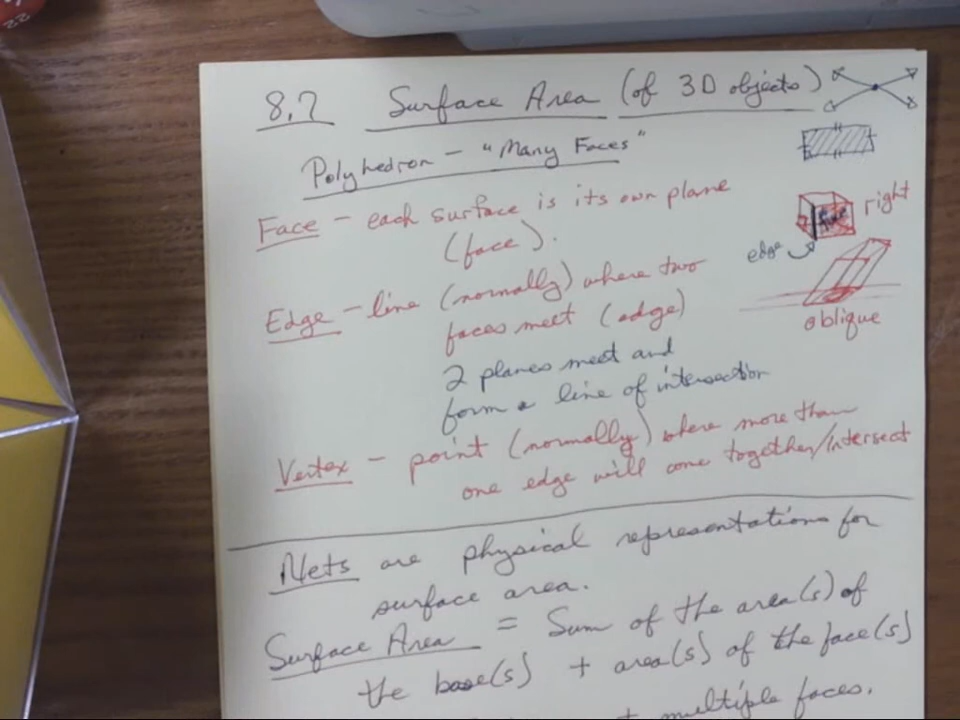 8.7 Surface Area (of 3D objects)
Polyhedron - "Many Faces"
Face - each surface is its own plane
(face).
right
edge
Edge - line (normally) where two
faces meet (edge)
oblique
2 planes meet and
form a line of intersection
Vertex - point (normally) where more than
one edge will come together/intersect
Nets are physical representations for
surface area.
Surface Area = Sum of the area(s) of
the base(s) + area(s) of the face(s)
multiple faces.